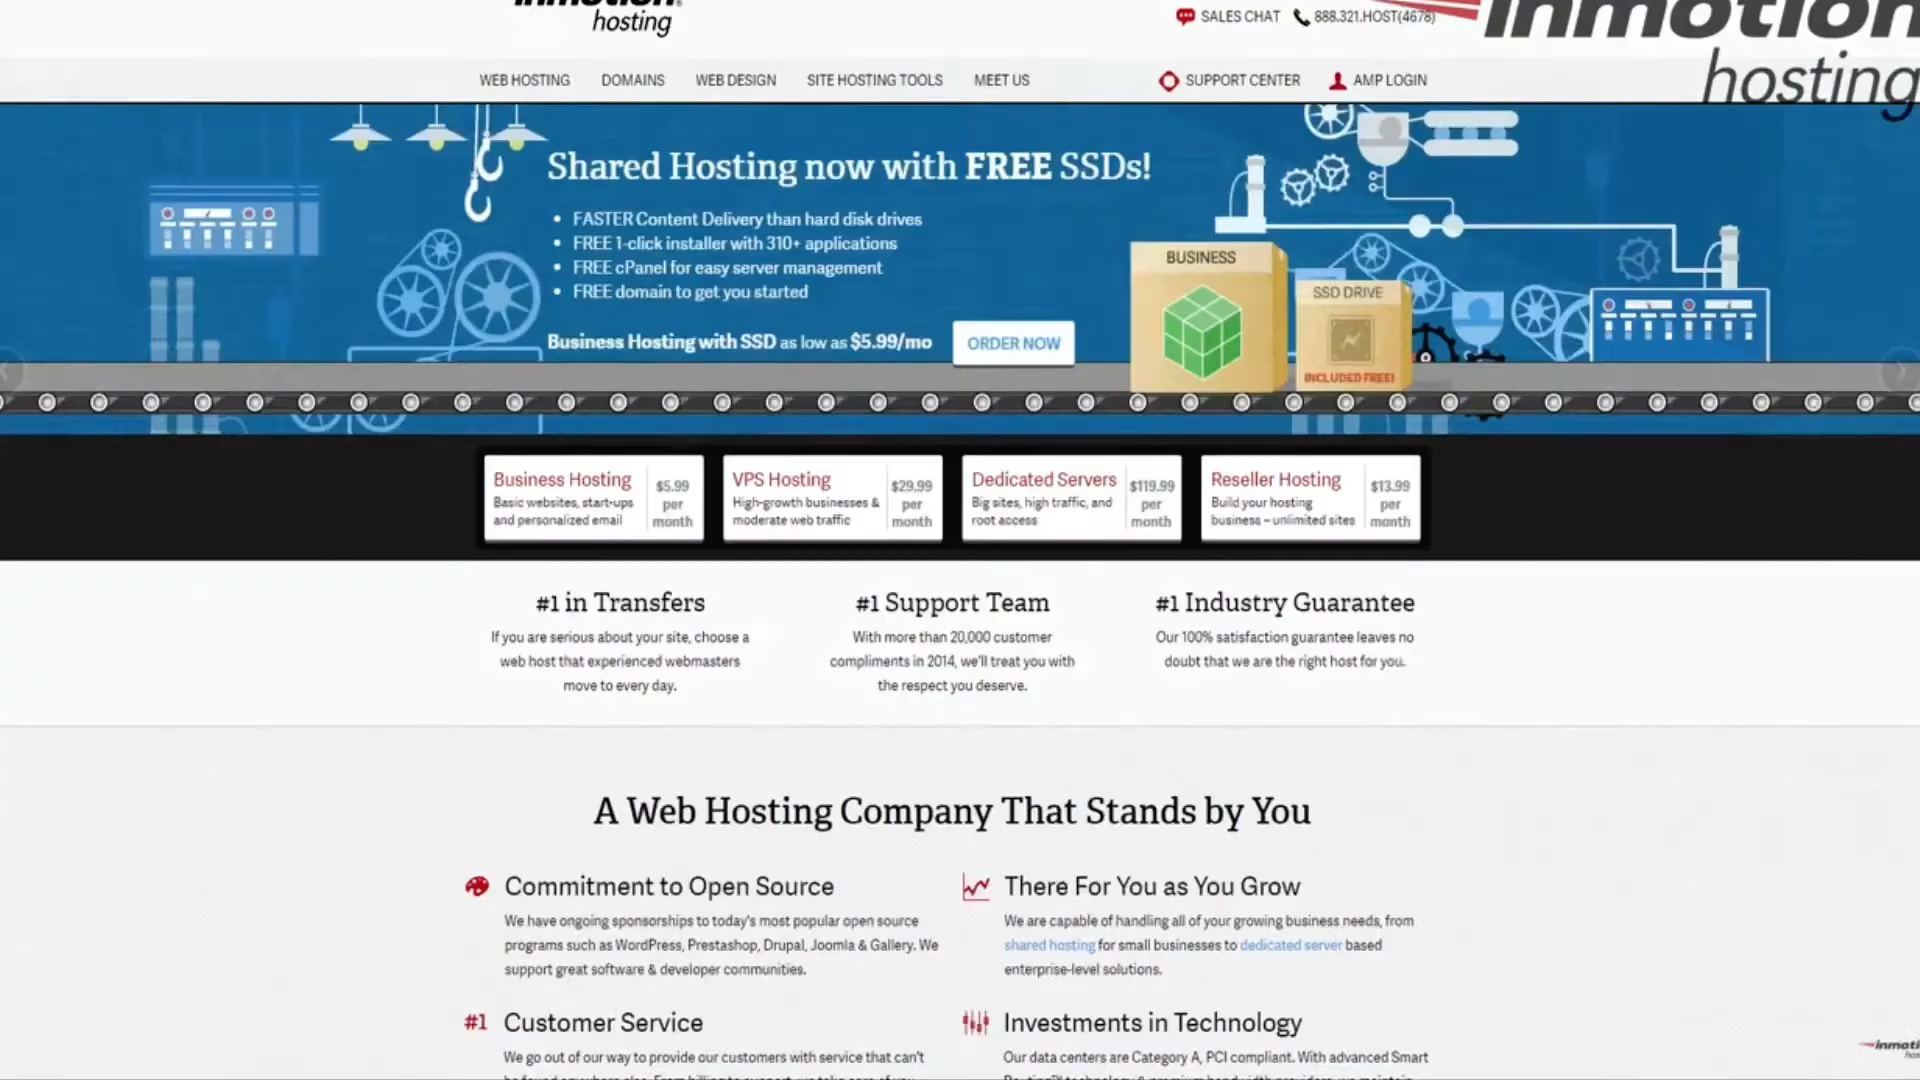 inmotion
hosting
SALES CHAT
888.321.HOST(4678)
inmotion
hosting
WEB HOSTING
DOMAINS
WEB DESIGN
SITE HOSTING TOOLS
MEET US
SUPPORT CENTER
AMP LOGIN
Shared Hosting now with FREE SSDs!
• FASTER Content Delivery than hard disk drives
• FREE 1-click installer with 310+ applications
• FREE cPanel for easy server management
• FREE domain to get you started
Business Hosting with SSD as low as $5.99/mo
ORDER NOW
BUSINESS
SSD DRIVE
INCLUDED FREE!
Business Hosting
Basic websites, start-ups
and personalized email
$5.99
per
month
VPS Hosting
High-growth businesses &
moderate web traffic
$29.99
per
month
Dedicated Servers
Big sites, high traffic, and
root access
$119.99
per
month
Reseller Hosting
Build your hosting
business – unlimited sites
$13.99
per
month
#1 in Transfers
If you are serious about your site, choose a
web host that experienced webmasters
move to every day.
#1 Support Team
With more than 20,000 customer
compliments in 2014, we'll treat you with
the respect you deserve.
#1 Industry Guarantee
Our 100% satisfaction guarantee leaves no
doubt that we are the right host for you.
A Web Hosting Company That Stands by You
Commitment to Open Source
We have ongoing sponsorships to today's most popular open source
programs such as WordPress, Prestashop, Drupal, Joomla & Gallery. We
support great software & developer communities.
There For You as You Grow
We are capable of handling all of your growing business needs, from
shared hosting for small businesses to dedicated server based
enterprise-level solutions.
#1 Customer Service
We go out of our way to provide our customers with service that can't
Investments in Technology
Our data centers are Category A, PCI compliant. With advanced Smart